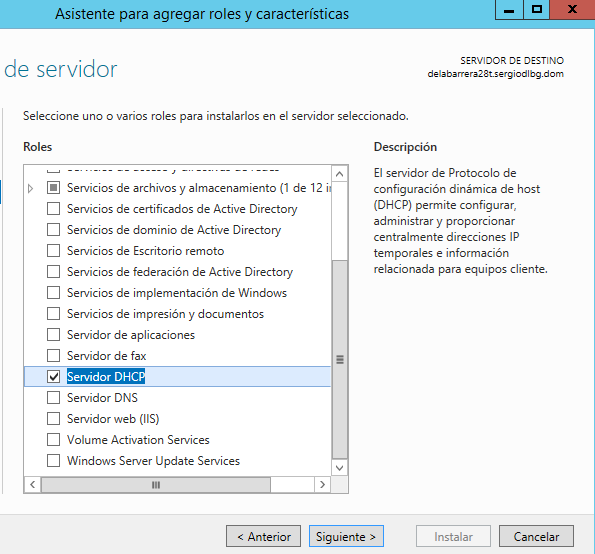 Asistente para agregar roles y características
de servidor
SERVIDOR DE DESTINO
delabarrera28t.sergiodlbg.dom
Seleccione uno o varios roles para instalarlos en el servidor seleccionado.
Roles
Descripción
Servicios de archivos y almacenamiento (1 de 12 in
Servicios de certificados de Active Directory
Servicios de dominio de Active Directory
Servicios de Escritorio remoto
Servicios de federación de Active Directory
Servicios de implementación de Windows
Servicios de impresión y documentos
Servidor de aplicaciones
Servidor de fax
Servidor DHCP
Servidor DNS
Servidor web (IIS)
Volume Activation Services
Windows Server Update Services
El servidor de Protocolo de
configuración dinámica de host
(DHCP) permite configurar,
administrar y proporcionar
centralmente direcciones IP
temporales e información
relacionada para equipos cliente.
< Anterior
Siguiente >
Instalar
Cancelar